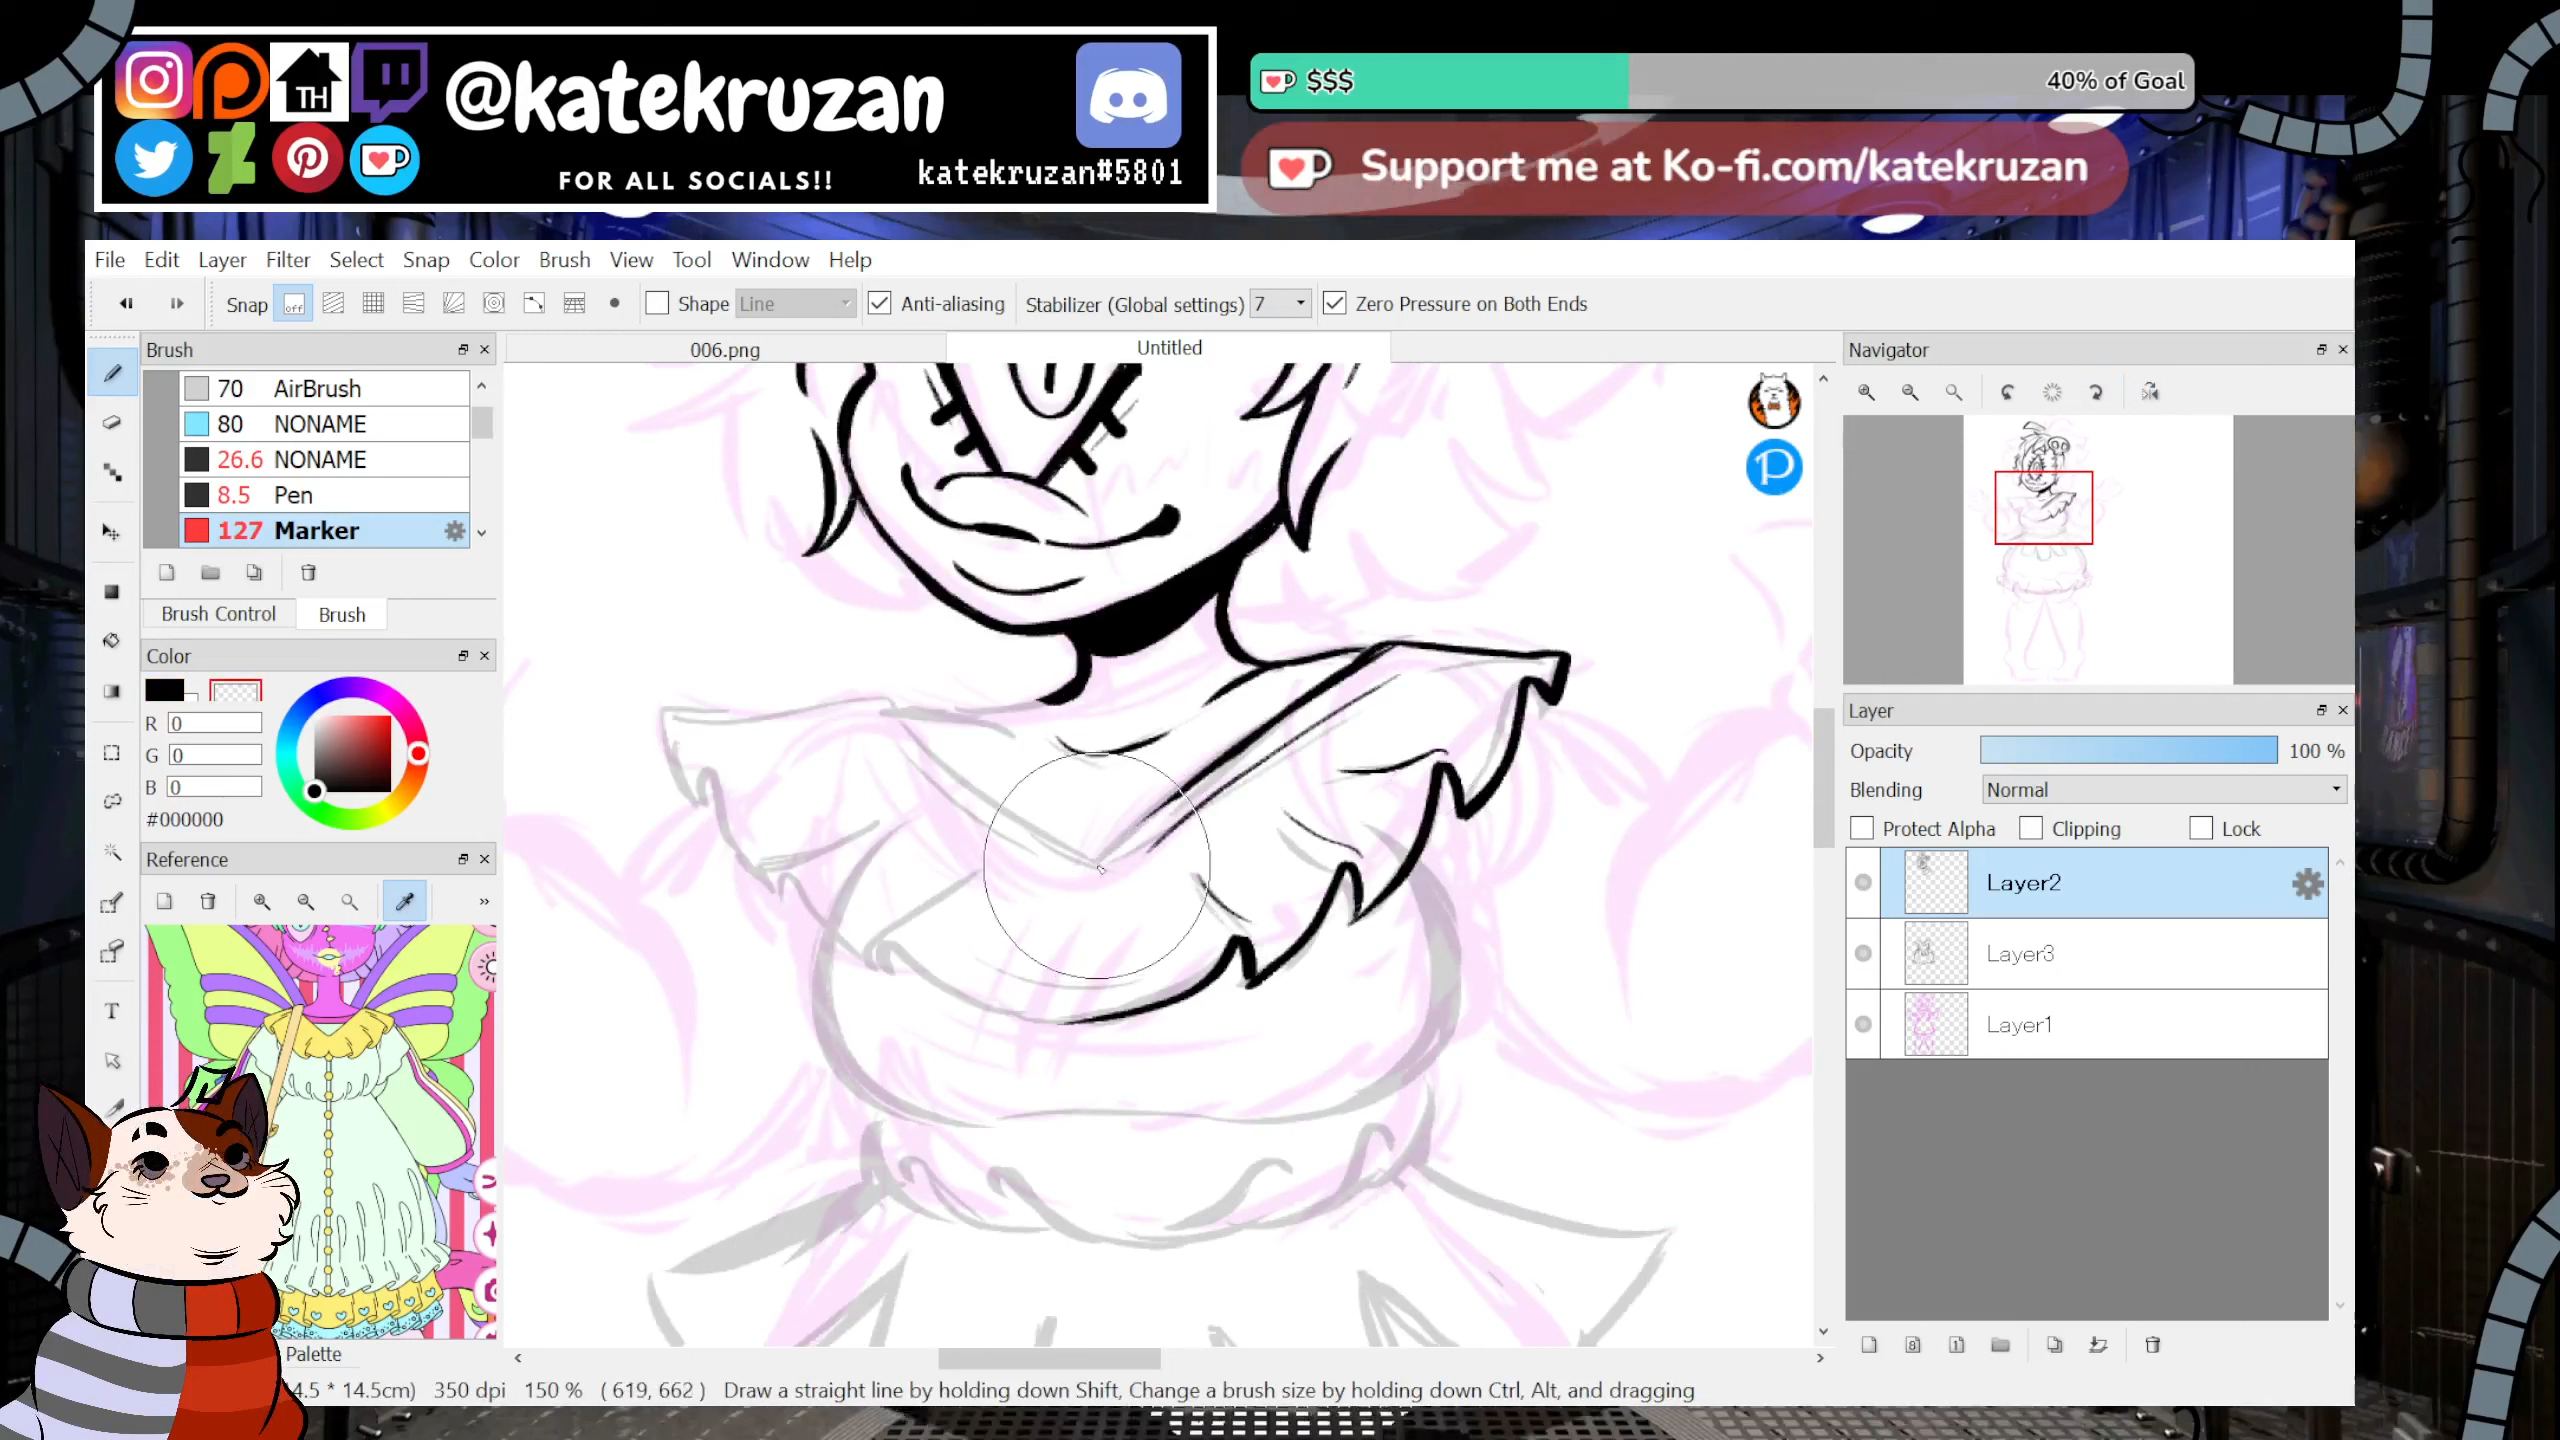 @katekruzan
FOR ALL SOCIALS!!
katekruzan#5801
TH
$$$
40% of Goal
Support me at Ko-fi.com/katekruzan
File Edit Layer Filter Select Snap Color Brush View Tool Window Help
Snap off Shape Line Anti-aliasing Stabilizer (Global settings) 7 Zero Pressure on Both Ends
Brush
70 AirBrush
80 NONAME
26.6 NONAME
8.5 Pen
127 Marker
Brush Control Brush
Color
R 0
G 0
B 0
#000000
Reference
Palette
006.png
Untitled
P
Navigator
Layer
Opacity 100 %
Blending Normal
Protect Alpha Clipping Lock
Layer2
Layer3
Layer1
8 1
T
4.5 * 14.5cm) 350 dpi 150 % ( 619, 662 ) Draw a straight line by holding down Shift, Change a brush size by holding down Ctrl, Alt, and dragging